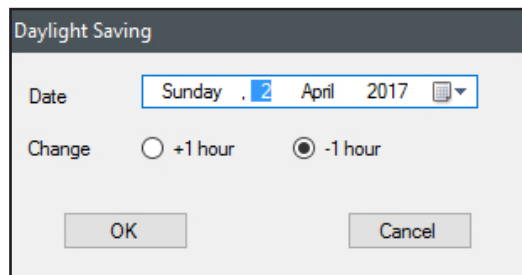 Daylight Saving
Date Sunday , 2 April 2017
Change +1 hour -1 hour
OK Cancel